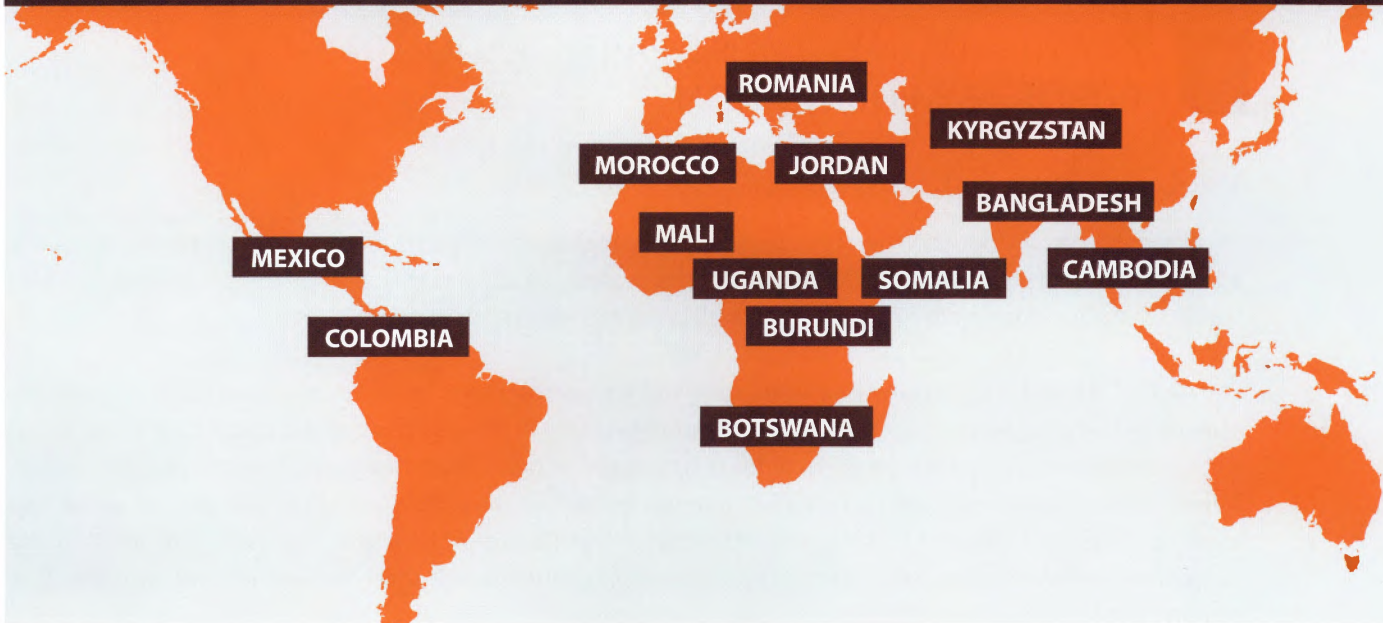 ROMANIA
KYRGYZSTAN
MOROCCO
JORDAN
BANGLADESH
MALI
MEXICO
UGANDA
SOMALIA
CAMBODIA
BURUNDI
COLOMBIA
BOTSWANA